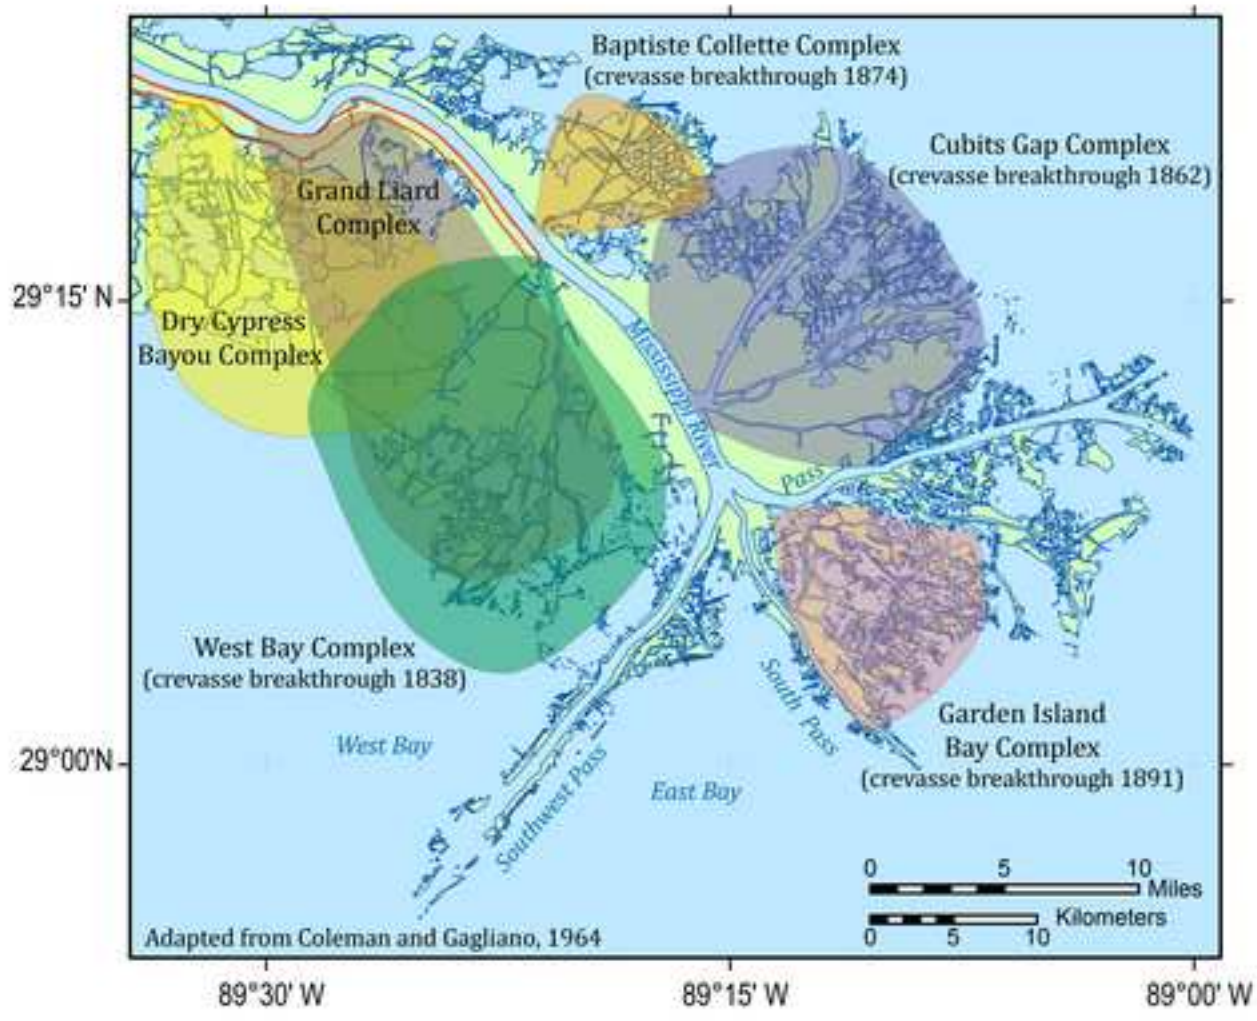 Baptiste Collette Complex
(crevasse breakthrough 1874)
Cubits Gap Complex
(crevasse breakthrough 1862)
Grand Liard
Complex
29°15' N
Dry Cypress
Bayou Complex
Mississippi River
Pass
West Bay Complex
(crevasse breakthrough 1838)
South Pass
Garden Island
Bay Complex
(crevasse breakthrough 1891)
West Bay
29°00'N
East Bay
Southwest Pass
0 5 10
Miles
Kilometers
0 5 10
Adapted from Coleman and Gagliano, 1964
89°30' W 89°15' W 89°00' W